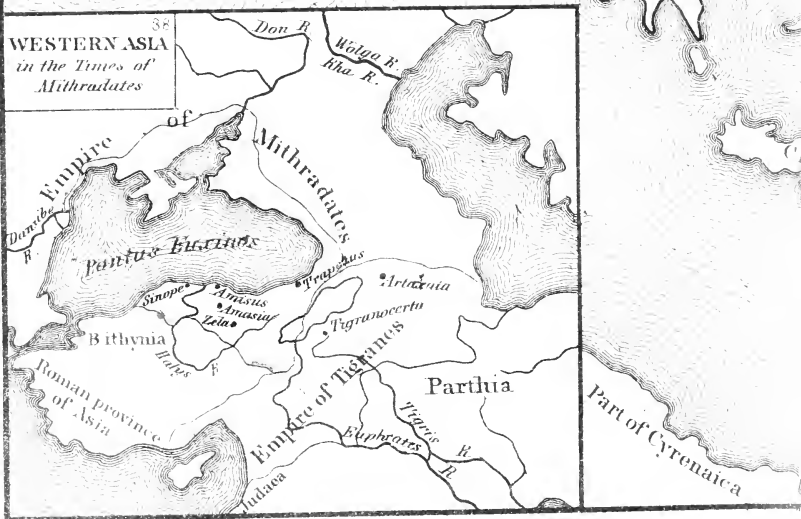 38
WESTERN ASIA
in the Times of
Mithradates
Don R
Wolga R.
Rha R.
Empire of Mithradates
Danube R
Pontus Euxinus
Trapezus
Artaxata
Sinope
Amisus
Amasia
Zela
Tigranocerta
Bithynia
Halys R
Roman province
of Asia
Empire of Tigranes
Parthia
Tigris R.
Euphrates R.
Judaea
Part of Cyrenaica
C